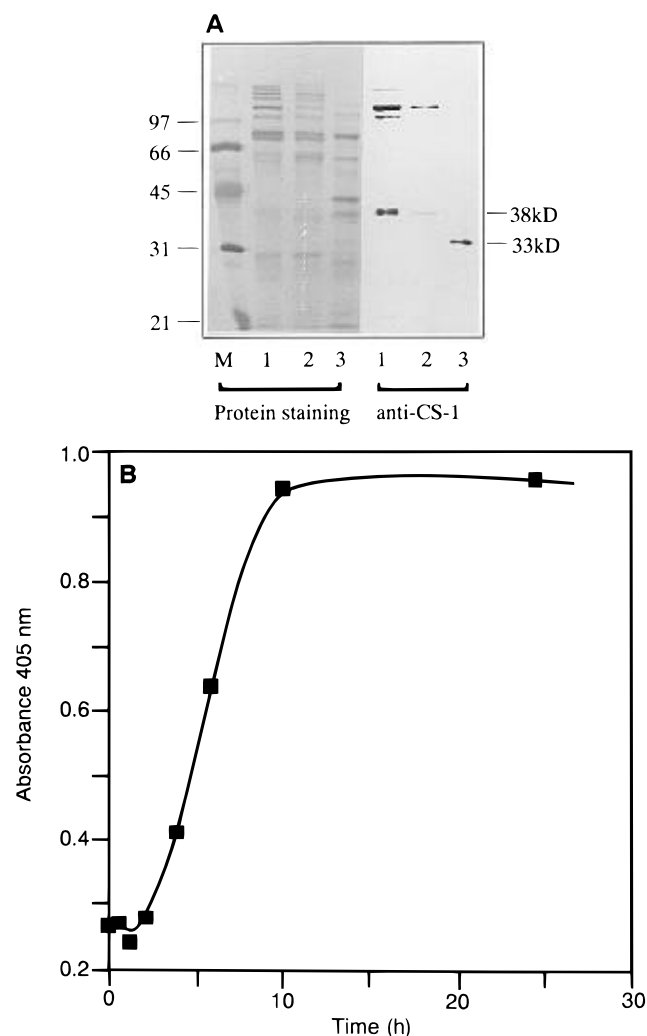 A
97
66
45
31
21
38kD
33kD
M 1 2 3 1 2 3
Protein staining anti-CS-1
B
1.0
0.8
0.6
0.4
0.2
Absorbance 405 nm
0 10 20 30
Time (h)